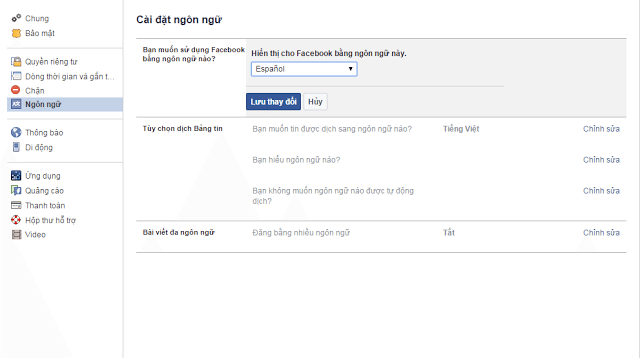 Chung
Bảo mật
Quyền riêng tư
Dòng thời gian và gắn t...
Chặn
Ngôn ngữ
Thông báo
Di động
Ứng dụng
Quảng cáo
Thanh toán
Hộp thư hỗ trợ
Video
Cài đặt ngôn ngữ
Bạn muốn sử dụng Facebook
bằng ngôn ngữ nào?
Hiển thị cho Facebook bằng ngôn ngữ này.
Español
Lưu thay đổi Hủy
Tùy chọn dịch Bảng tin Bạn muốn tin được dịch sang ngôn ngữ nào? Tiếng Việt Chỉnh sửa
Bạn hiểu ngôn ngữ nào? Chỉnh sửa
Bạn không muốn ngôn ngữ nào được tự động Chỉnh sửa
dịch?
Bài viết đa ngôn ngữ Đăng bằng nhiều ngôn ngữ Tắt Chỉnh sửa